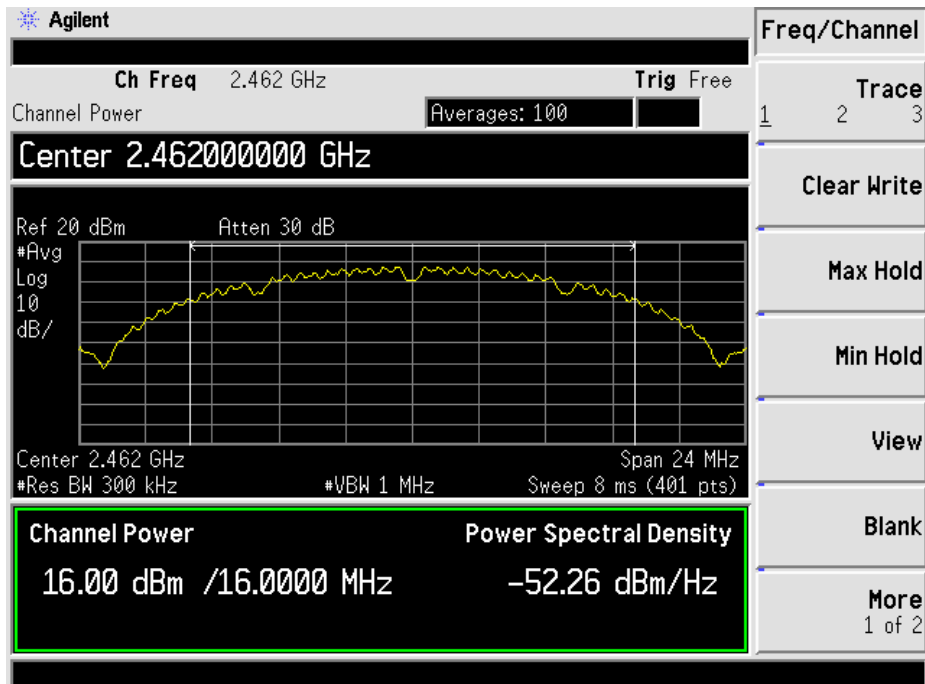 Agilent
Freq/Channel
Ch Freq 2.462 GHz Trig Free
Channel Power Averages: 100
Center 2.462000000 GHz
Ref 20 dBm Atten 30 dB
#Avg
Log
10
dB/
Center 2.462 GHz Span 24 MHz
#Res BW 300 kHz #VBW 1 MHz Sweep 8 ms (401 pts)
Channel Power Power Spectral Density
16.00 dBm /16.0000 MHz -52.26 dBm/Hz
Trace
1 2 3
Clear Write
Max Hold
Min Hold
View
Blank
More
1 of 2